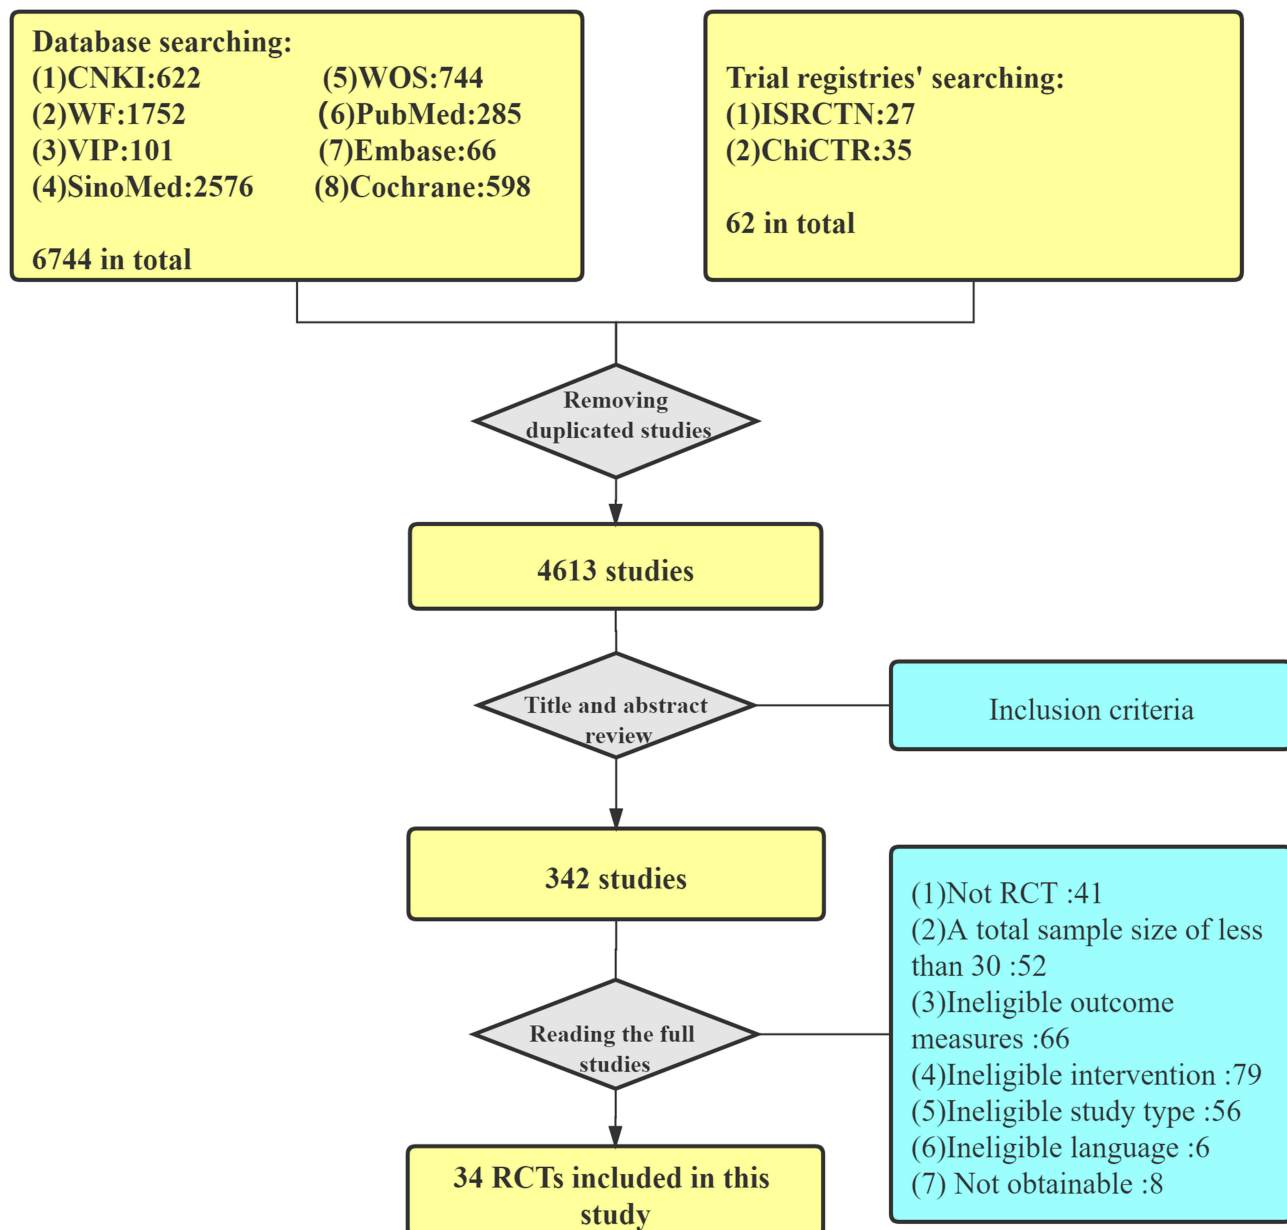 Database searching:
(1)CNKI:622 (5)WOS:744
(2)WF:1752 (6)PubMed:285
(3)VIP:101 (7)Embase:66
(4)SinoMed:2576 (8)Cochrane:598
6744 in total
Trial registries' searching:
(1)ISRCTN:27
(2)ChiCTR:35
62 in total
Removing
duplicated studies
4613 studies
Title and abstract
review
Inclusion criteria
342 studies
Reading the full
studies
(1)Not RCT :41
(2)A total sample size of less
than 30 :52
(3)Ineligible outcome
measures :66
(4)Ineligible intervention :79
(5)Ineligible study type :56
(6)Ineligible language :6
(7) Not obtainable :8
34 RCTs included in this
study